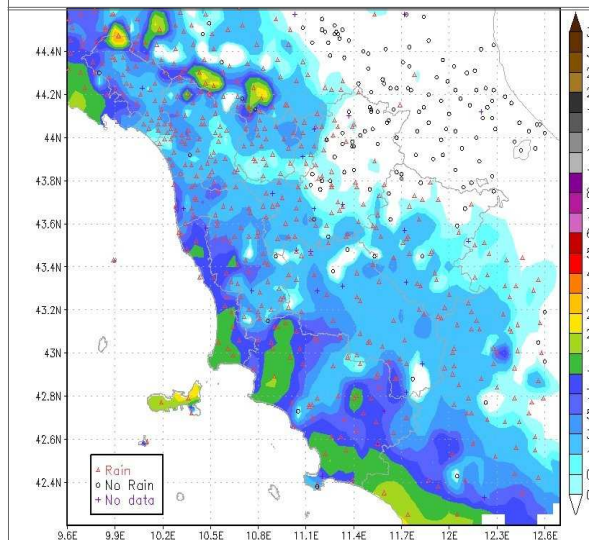 44.4N
44.2N
44N
43.8N
43.6N
43.4N
43.2N
43N
42.8N
42.6N
42.4N
Rain
No Rain
No data
9.6E 9.9E 10.2E 10.5E 10.8E 11.1E 11.4E 11.7E 12E 12.3E 12.6E